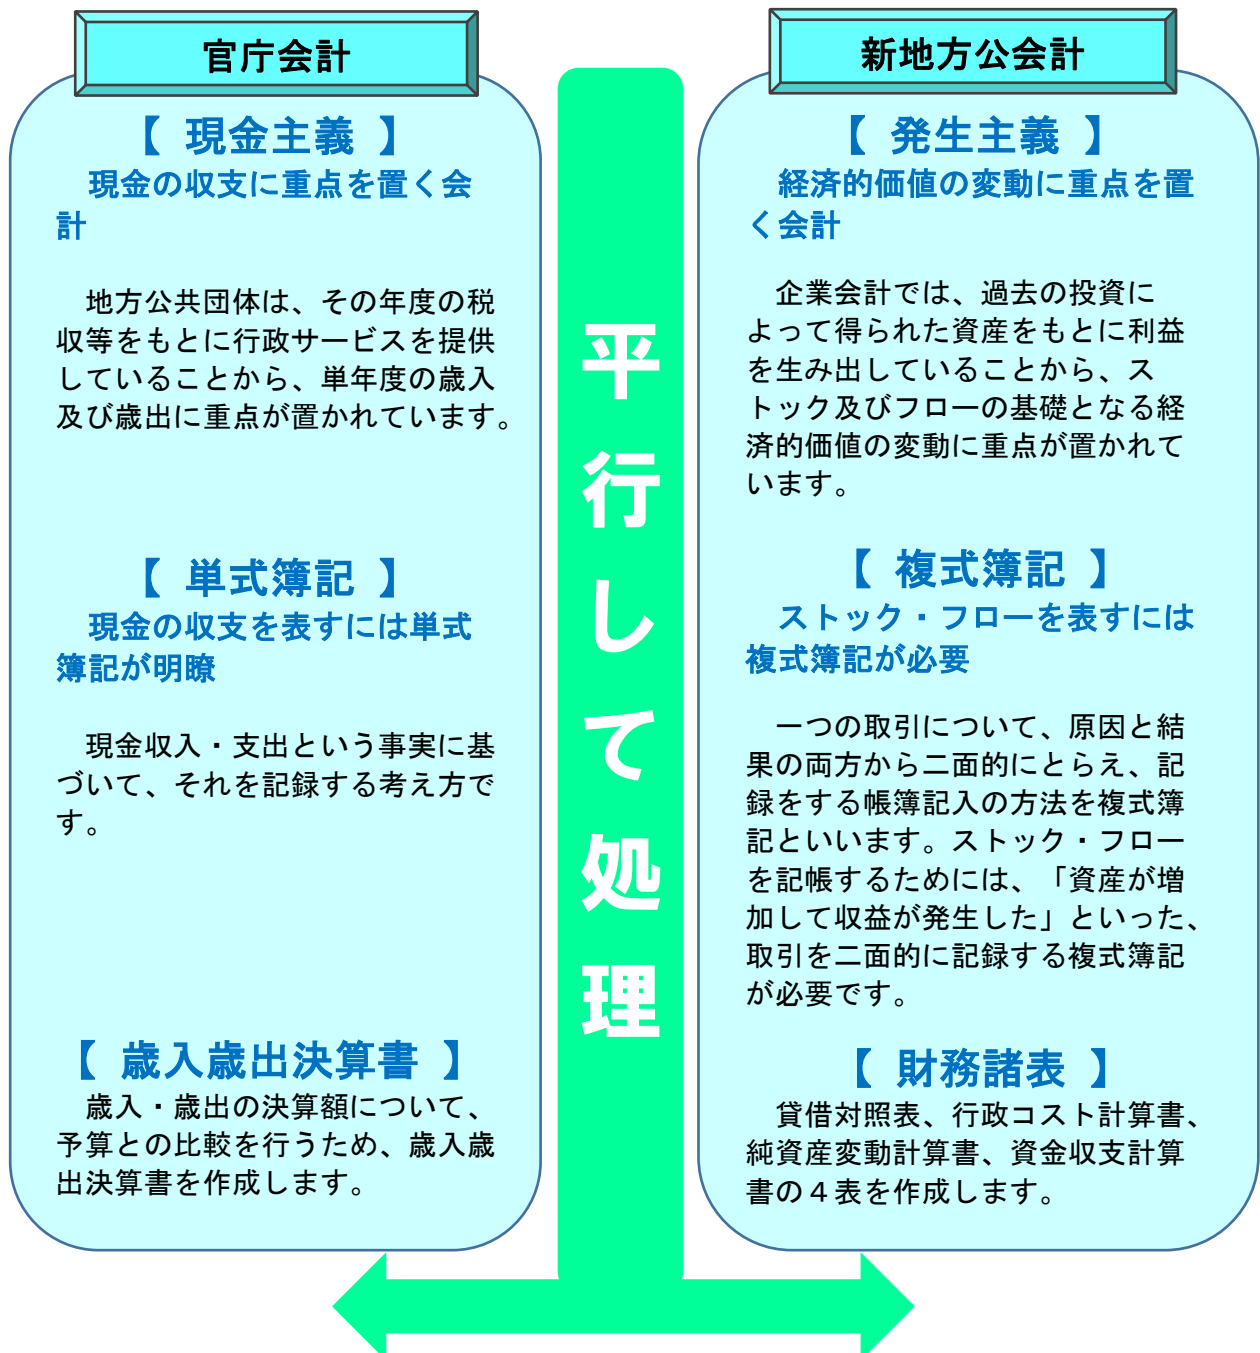 官庁会計
【 現金主義 】
現金の収支に重点を置く会
計
地方公共団体は、その年度の税
収等をもとに行政サービスを提供
していることから、単年度の歳入
及び歳出に重点が置かれています。
【 単式簿記 】
現金の収支を表すには単式
簿記が明瞭
現金収入・支出という事実に基
づいて、それを記録する考え方で
す。
【 歳入歳出決算書 】
歳入・歳出の決算額について、
予算との比較を行うため、歳入歳
出決算書を作成します。
平行して処理
新地方公会計
【 発生主義 】
経済的価値の変動に重点を置
く会計
企業会計では、過去の投資に
よって得られた資産をもとに利益
を生み出していることから、ス
トック及びフローの基礎となる経
済的価値の変動に重点が置かれて
います。
【 複式簿記 】
ストック・フローを表すには
複式簿記が必要
一つの取引について、原因と結
果の両方から二面的にとらえ、記
録をする帳簿記入の方法を複式簿
記といいます。ストック・フロー
を記帳するためには、「資産が増
加して収益が発生した」といった、
取引を二面的に記録する複式簿記
が必要です。
【 財務諸表 】
貸借対照表、行政コスト計算書、
純資産変動計算書、資金収支計算
書の４表を作成します。